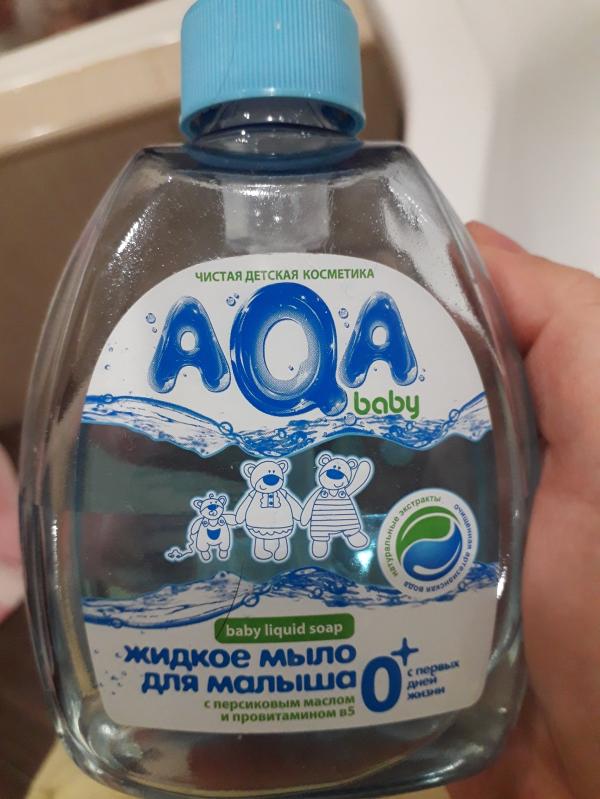 ЧИСТАЯ ДЕТСКАЯ КОСМЕТИКА
AQA
baby
натуральные экстракты
очищенная артезианская вода
baby liquid soap
жидкое мыло
для малыша
с персиковым маслом
и провитамином в5
0+
с первых
дней
жизни